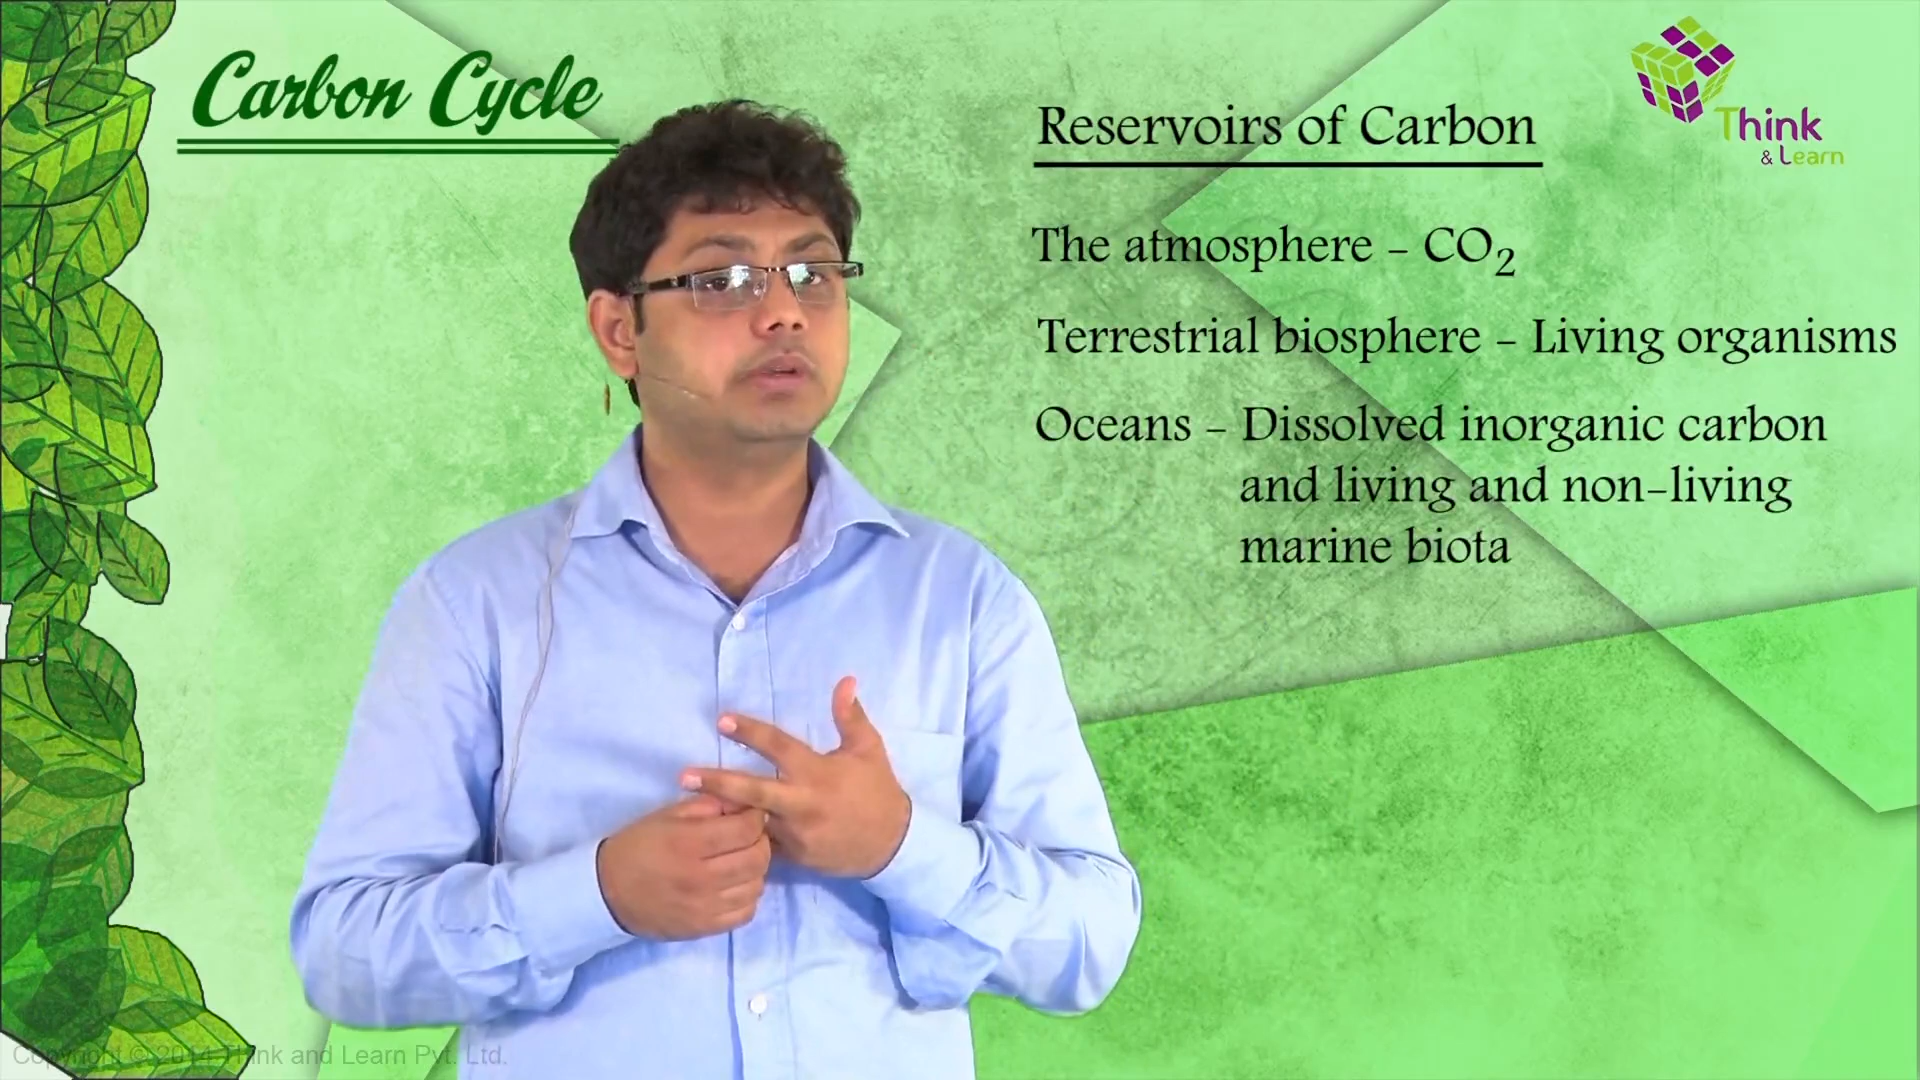 Carbon Cycle
Reservoirs of Carbon
Think
& Learn
The atmosphere - CO₂
Terrestrial biosphere - Living organisms
Oceans - Dissolved inorganic carbon
and living and non-living
marine biota
Copyright © 2014 Think and Learn Pvt. Ltd.